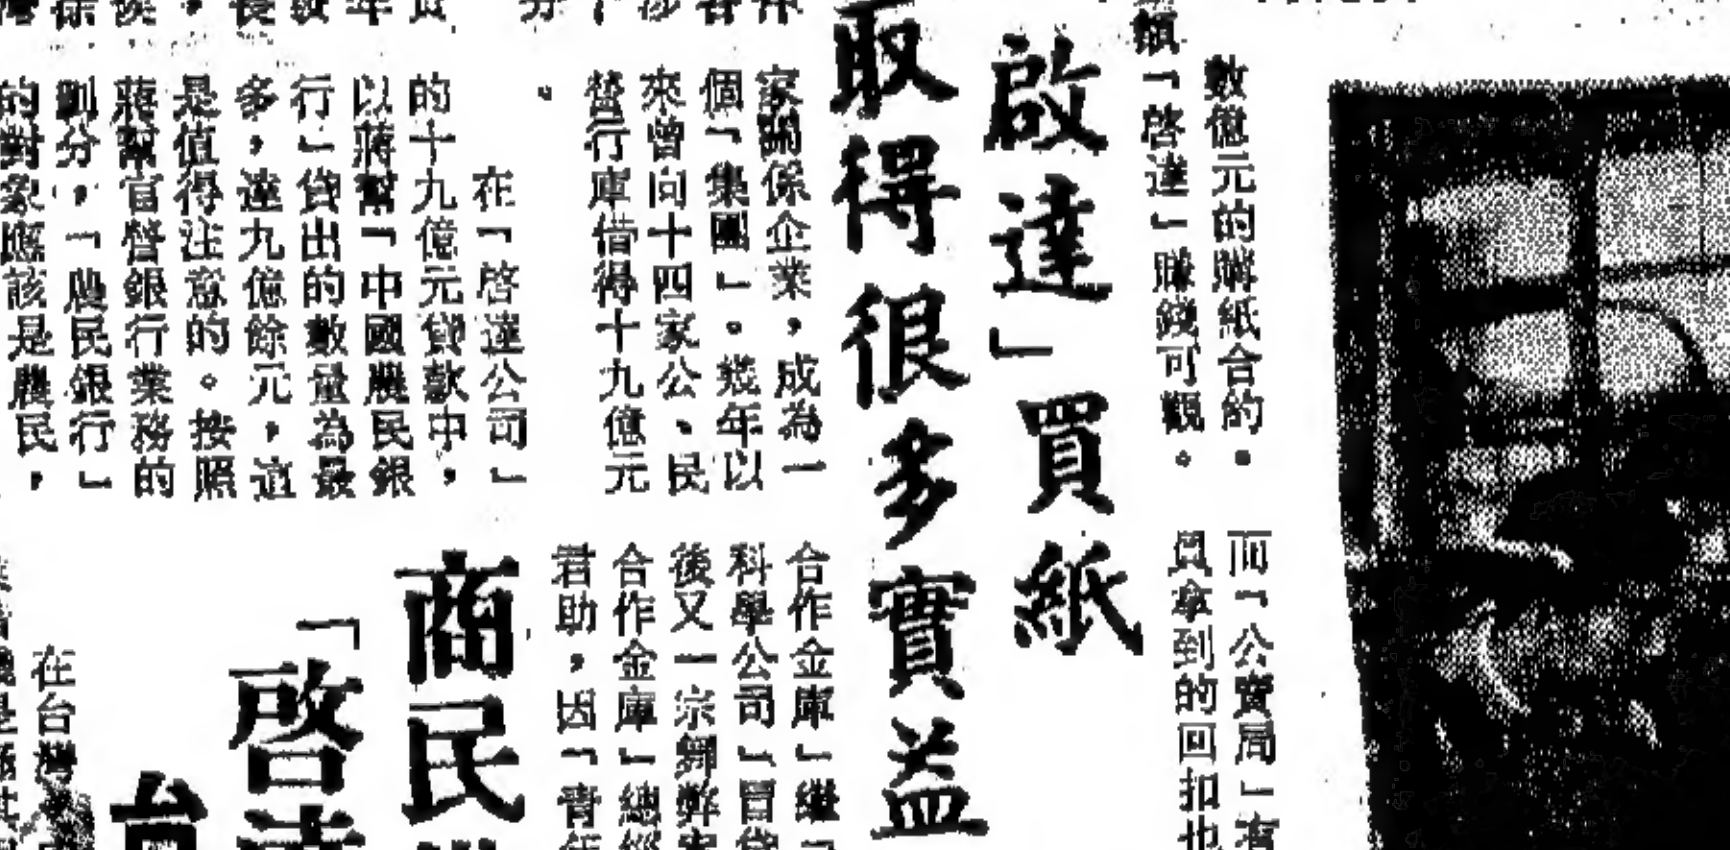 數億元的購紙合約。
「啓達」賺錢可觀。
而「公賣局」有
員拿到的回扣也
啟達」買紙
取得很多實益
家關係企業，成為一
個「集團」。幾年以
來曾向十四家公、民
營行庫借得十九億元
。
在「啓達公司」
的十九億元貸款中，
以蔣幫「中國農民銀
行」貸出的數量為最
多，達九億餘元，這
是值得注意的。按照
蔣幫官營銀行業務的
劃分，「農民銀行」
的對象應該是農民，
合作金庫」繼「
科學公司」冒貸
後又一宗舞弊案
合作金庫」總經
君助，因「青年
商民
「啓達
台
在台灣